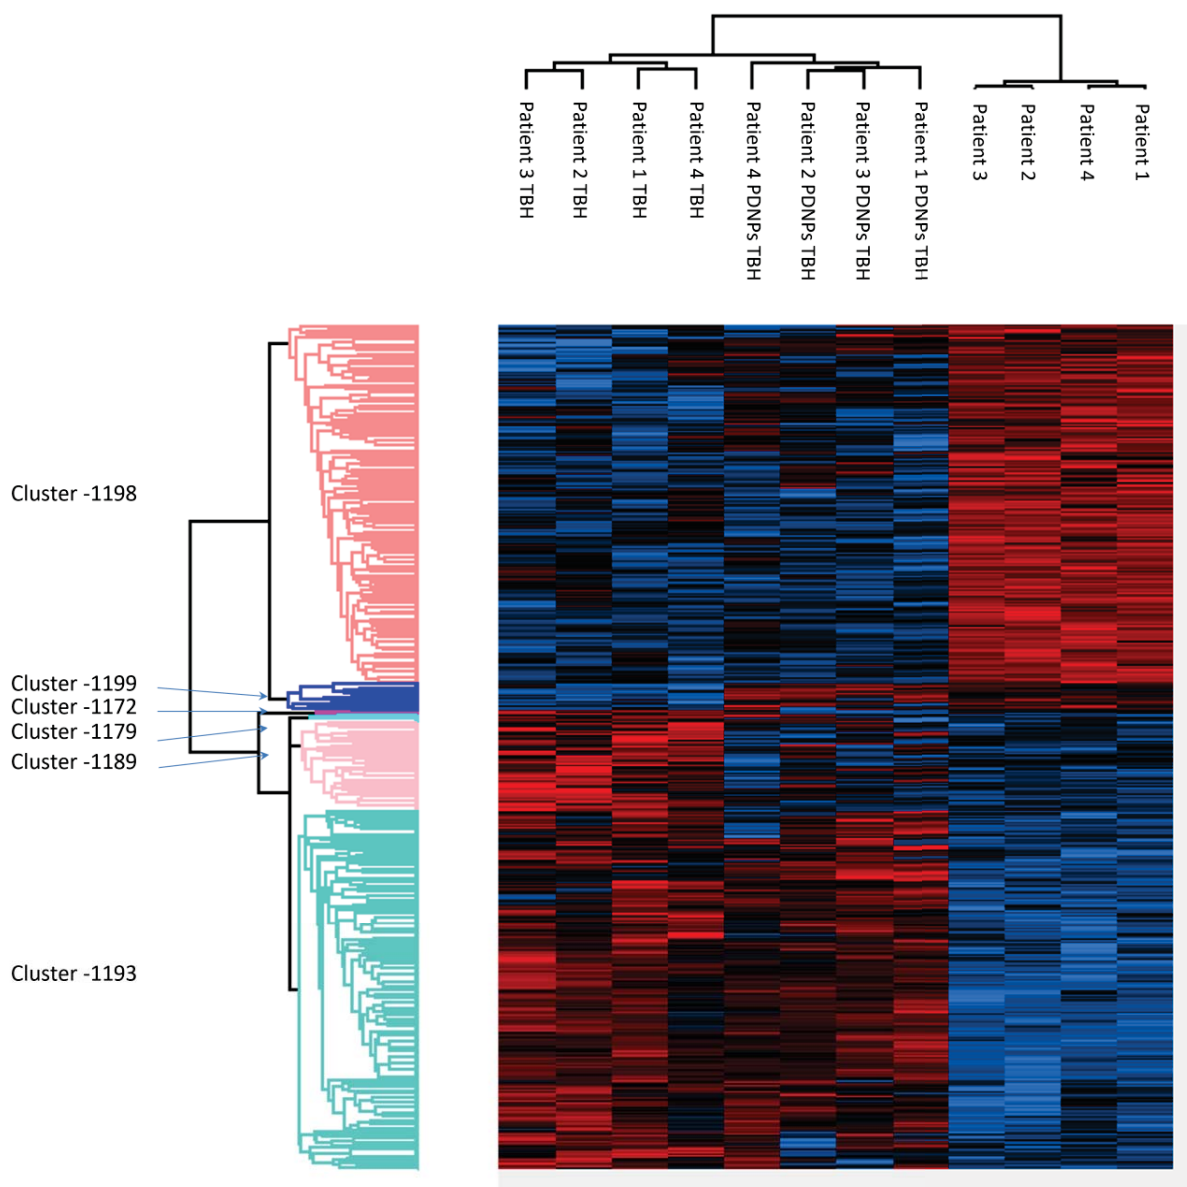 Patient 3 TBH
Patient 2 TBH
Patient 1 TBH
Patient 4 TBH
Patient 4 PDNPs TBH
Patient 2 PDNPs TBH
Patient 3 PDNPs TBH
Patient 1 PDNPs TBH
Patient 3
Patient 2
Patient 4
Patient 1
Cluster -1198
Cluster -1199
Cluster -1172
Cluster -1179
Cluster -1189
Cluster -1193